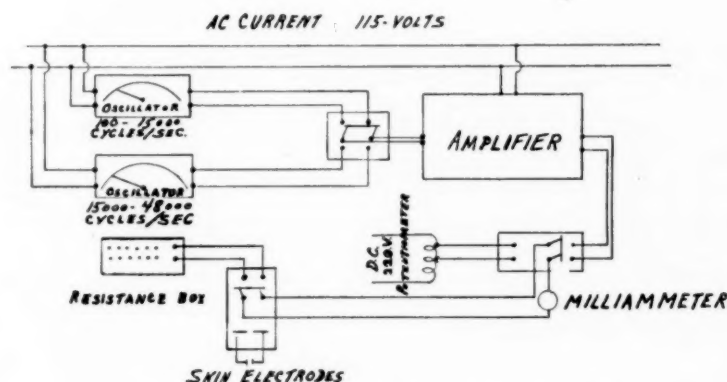 AC CURRENT 115-VOLTS
OSCILLATOR
100-15000
CYCLES/SEC.
AMPLIFIER
OSCILLATOR
15000-48000
CYCLES/SEC
D.C.
220V.
POTENTIOMETER
RESISTANCE BOX
MILLIAMMETER
SKIN ELECTRODES